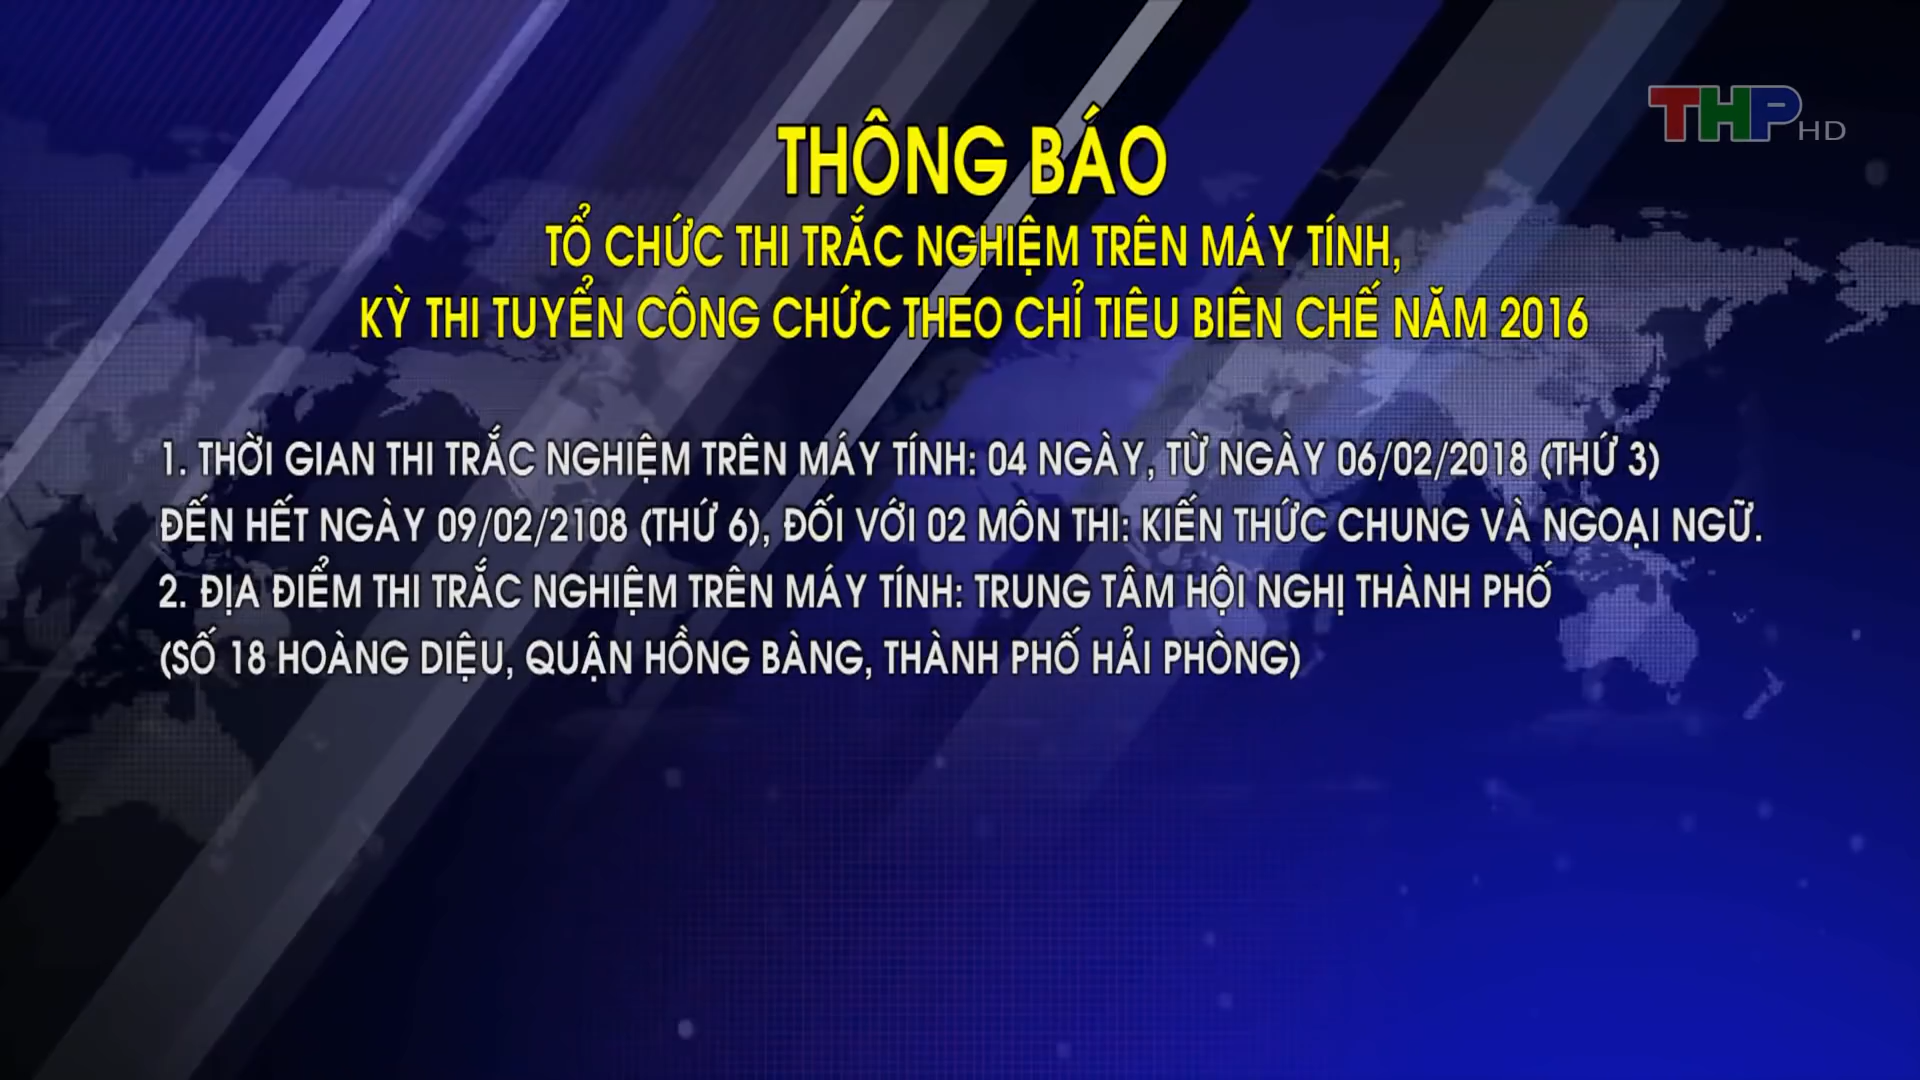 THP HD
THÔNG BÁO
TỔ CHỨC THI TRẮC NGHIỆM TRÊN MÁY TÍNH,
KỲ THI TUYỂN CÔNG CHỨC THEO CHỈ TIÊU BIÊN CHẾ NĂM 2016
1. THỜI GIAN THI TRẮC NGHIỆM TRÊN MÁY TÍNH: 04 NGÀY, TỪ NGÀY 06/02/2018 (THỨ 3)
ĐẾN HẾT NGÀY 09/02/2108 (THỨ 6), ĐỐI VỚI 02 MÔN THI: KIẾN THỨC CHUNG VÀ NGOẠI NGỮ.
2. ĐỊA ĐIỂM THI TRẮC NGHIỆM TRÊN MÁY TÍNH: TRUNG TÂM HỘI NGHỊ THÀNH PHỐ
(SỐ 18 HOÀNG DIỆU, QUẬN HỒNG BÀNG, THÀNH PHỐ HẢI PHÒNG)